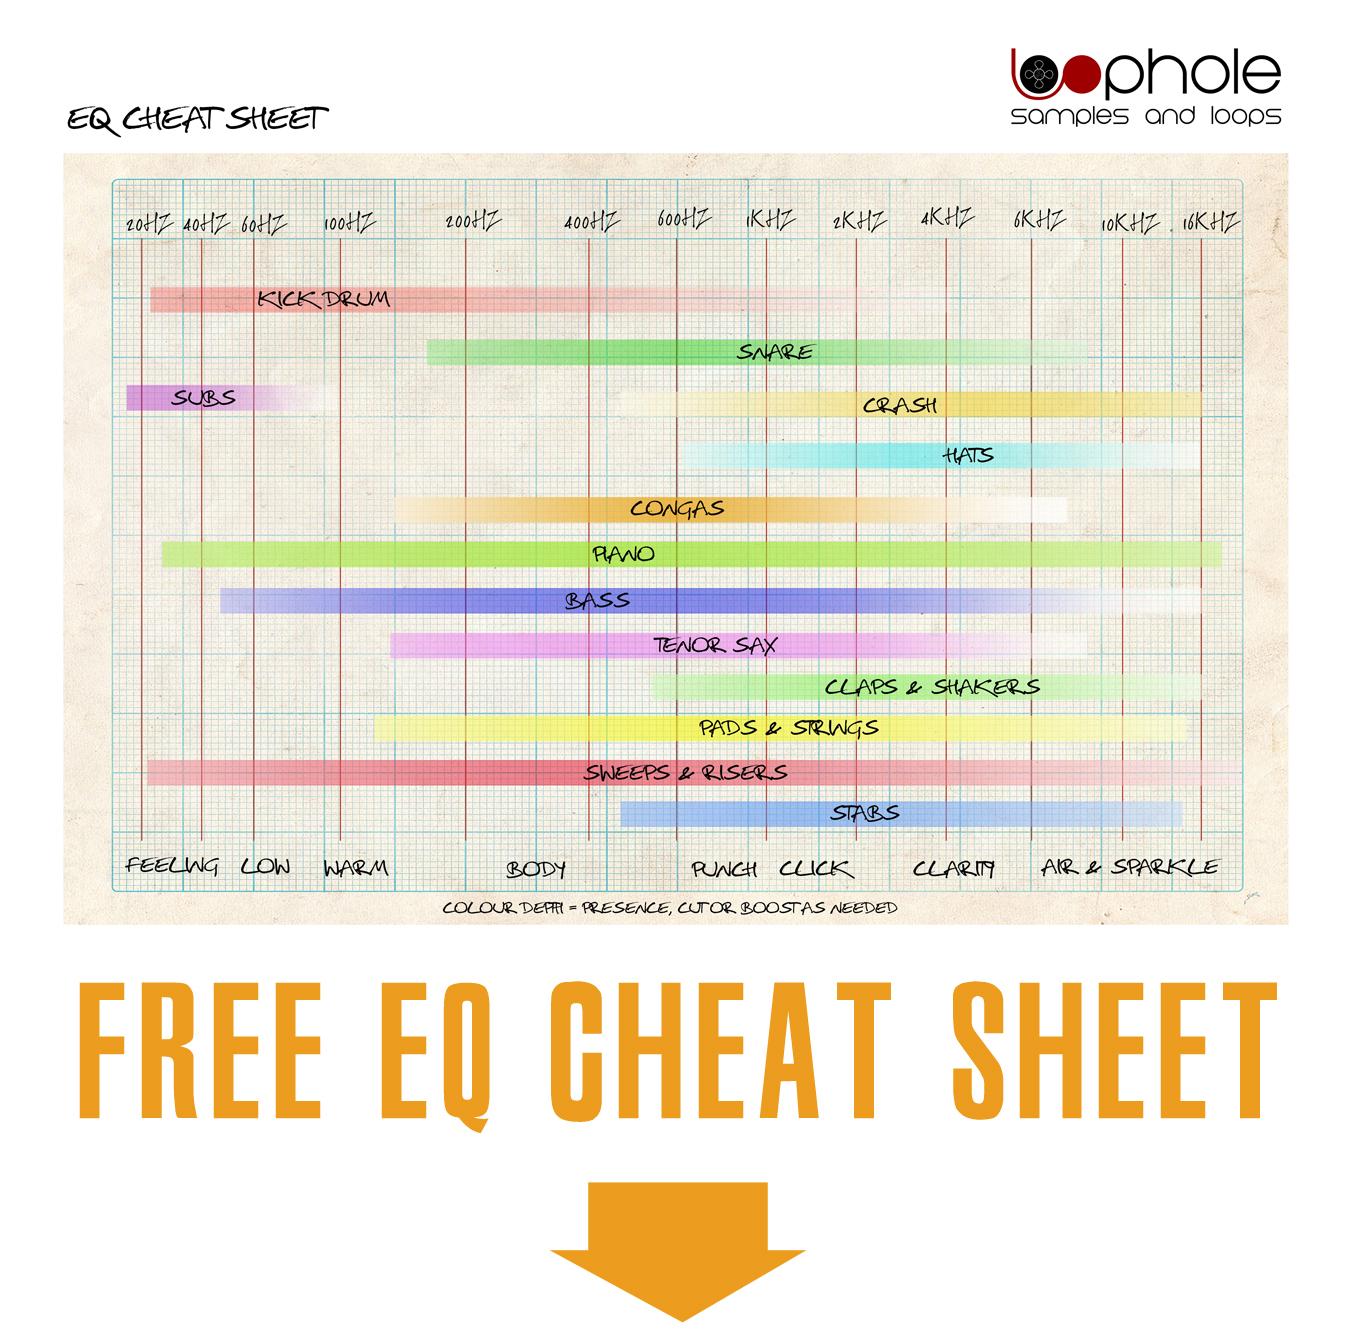 loophole
samples and loops
EQ CHEAT SHEET
20HZ 40HZ 60HZ 100HZ 200HZ 400HZ 600HZ 1KHZ 2KHZ 4KHZ 6KHZ 10KHZ 16KHZ
KICK DRUM
SNARE
SUBS
CRASH
HATS
CONGAS
PIANO
BASS
TENOR SAX
CLAPS & SHAKERS
PADS & STRINGS
SWEEPS & RISERS
STABS
FEELING LOW WARM BODY PUNCH CLICK CLARITY AIR & SPARKLE
COLOUR DEPTH = PRESENCE, CUT OR BOOST AS NEEDED
FREE EQ CHEAT SHEET